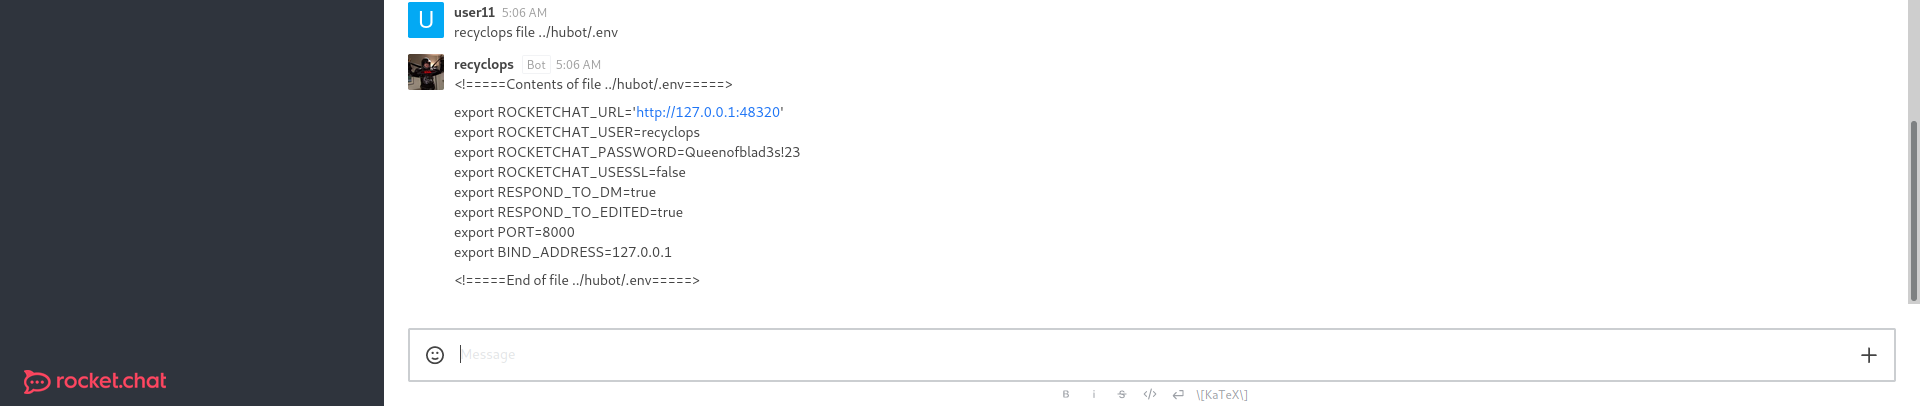 U
user11 5:06 AM
recyclops file ../hubot/.env
recyclops Bot 5:06 AM
<!=====Contents of file ../hubot/.env=====>
export ROCKETCHAT_URL='http://127.0.0.1:48320'
export ROCKETCHAT_USER=recyclops
export ROCKETCHAT_PASSWORD=Queenofblad3s!23
export ROCKETCHAT_USESSL=false
export RESPOND_TO_DM=true
export RESPOND_TO_EDITED=true
export PORT=8000
export BIND_ADDRESS=127.0.0.1
<!=====End of file ../hubot/.env=====>
Message
rocket.chat
B i S </> \[KaTeX\]